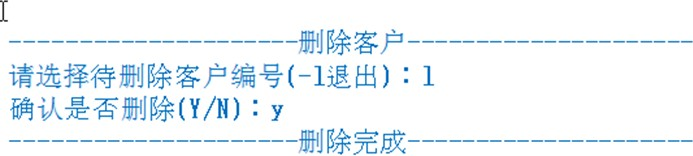 ---------------------删除客户---------------------
请选择待删除客户编号(-1退出)：1
确认是否删除(Y/N)：y
---------------------删除完成---------------------